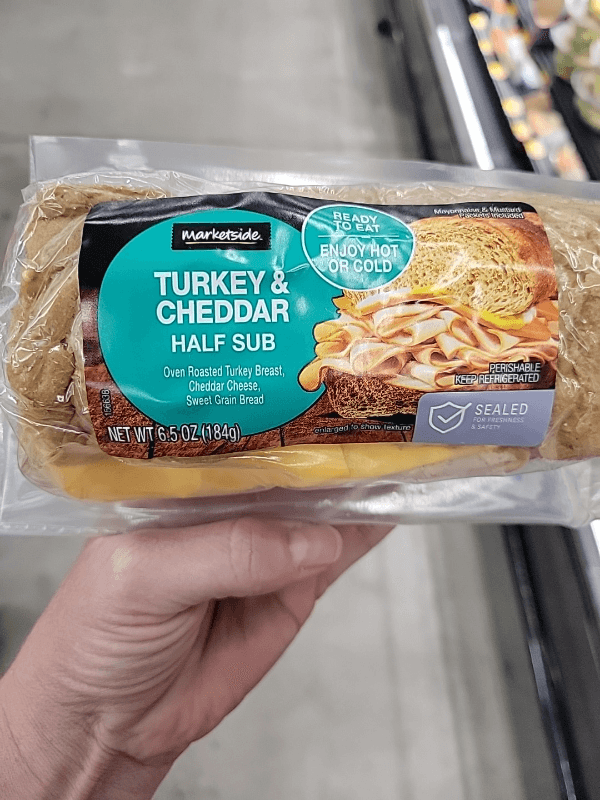 marketside
TURKEY &
CHEDDAR
HALF SUB
Oven Roasted Turkey Breast,
Cheddar Cheese,
Sweet Grain Bread
NET WT 6.5 OZ (184g)
READY
TO EAT
ENJOY HOT
OR COLD
Mayonnaise & Mustard
Packets Included
PERISHABLE
KEEP REFRIGERATED
enlarged to show texture
SEALED
FOR FRESHNESS
& SAFETY